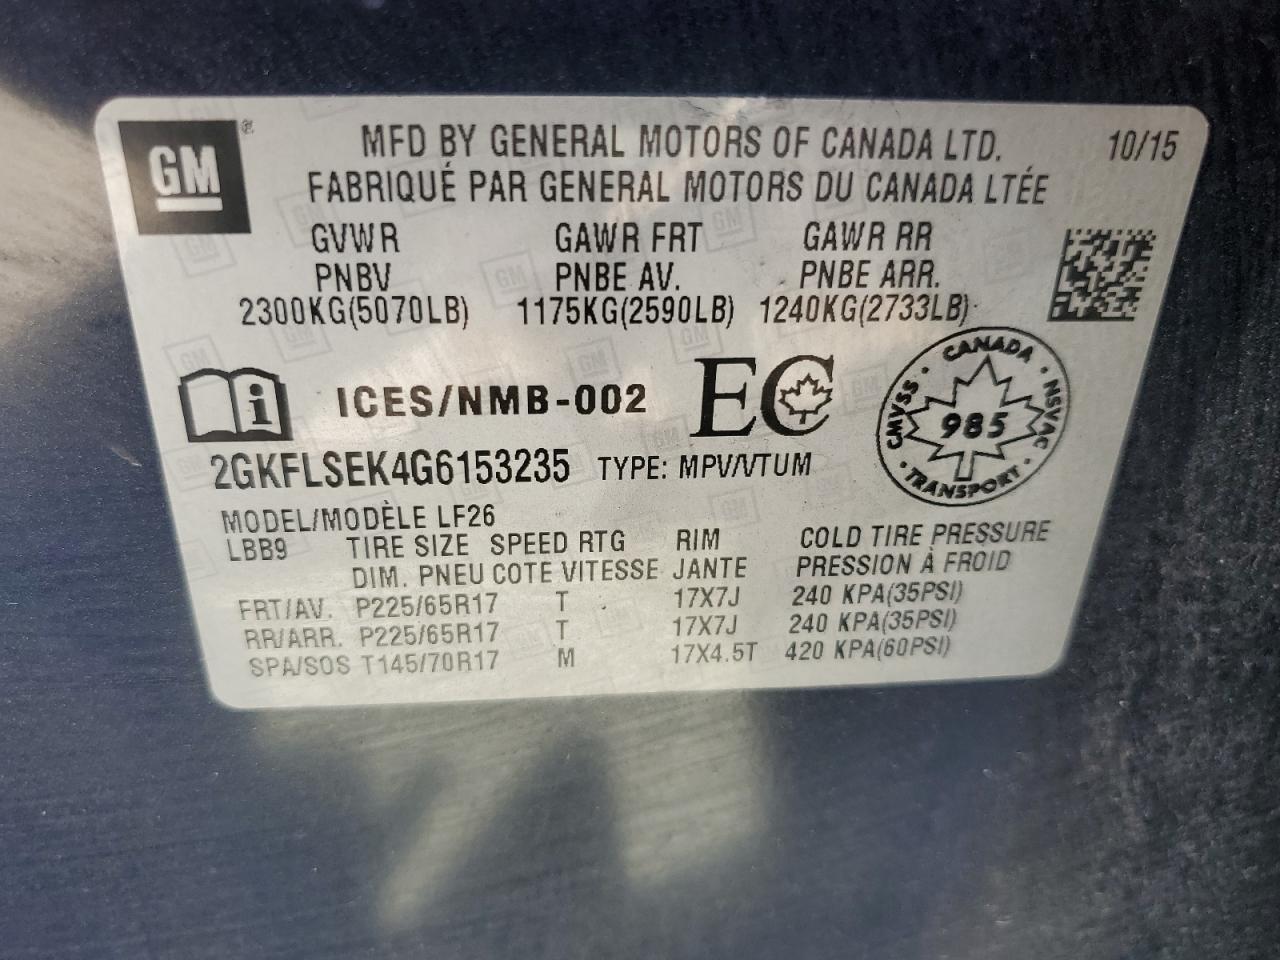 GM®
MFD BY GENERAL MOTORS OF CANADA LTD. 10/15
FABRIQUÉ PAR GENERAL MOTORS DU CANADA LTÉE
GVWR GAWR FRT GAWR RR
PNBV PNBE AV. PNBE ARR.
2300KG(5070LB) 1175KG(2590LB) 1240KG(2733LB)
i ICES/NMB-002 EC
CANADA · NSVAC · TRANSPORT · CMVSS ·
985
2GKFLSEK4G6153235 TYPE: MPV/VTUM
MODEL/MODÈLE LF26
LBB9 TIRE SIZE SPEED RTG RIM COLD TIRE PRESSURE
DIM. PNEU COTE VITESSE JANTE PRESSION À FROID
FRT/AV. P225/65R17 T 17X7J 240 KPA(35PSI)
RR/ARR. P225/65R17 T 17X7J 240 KPA(35PSI)
SPA/SOS T145/70R17 M 17X4.5T 420 KPA(60PSI)